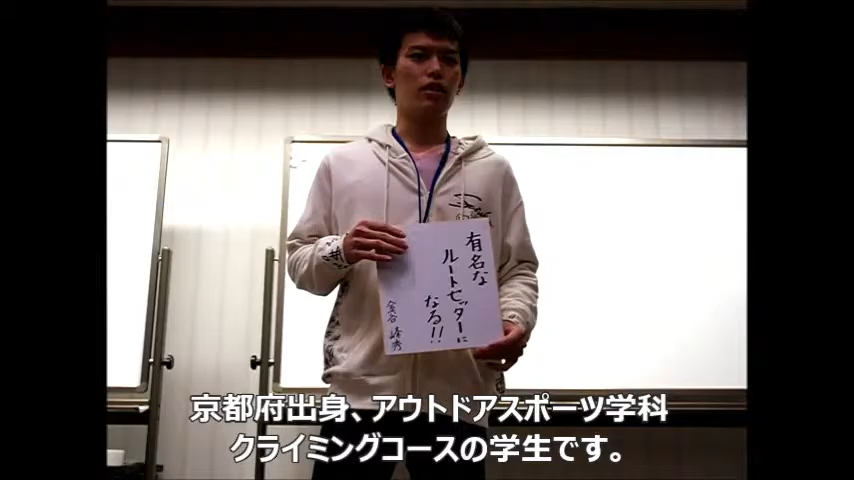 有名な
ルートセッターに
なる!!
峰秀
京都府出身、アウトドアスポーツ学科
クライミングコースの学生です。